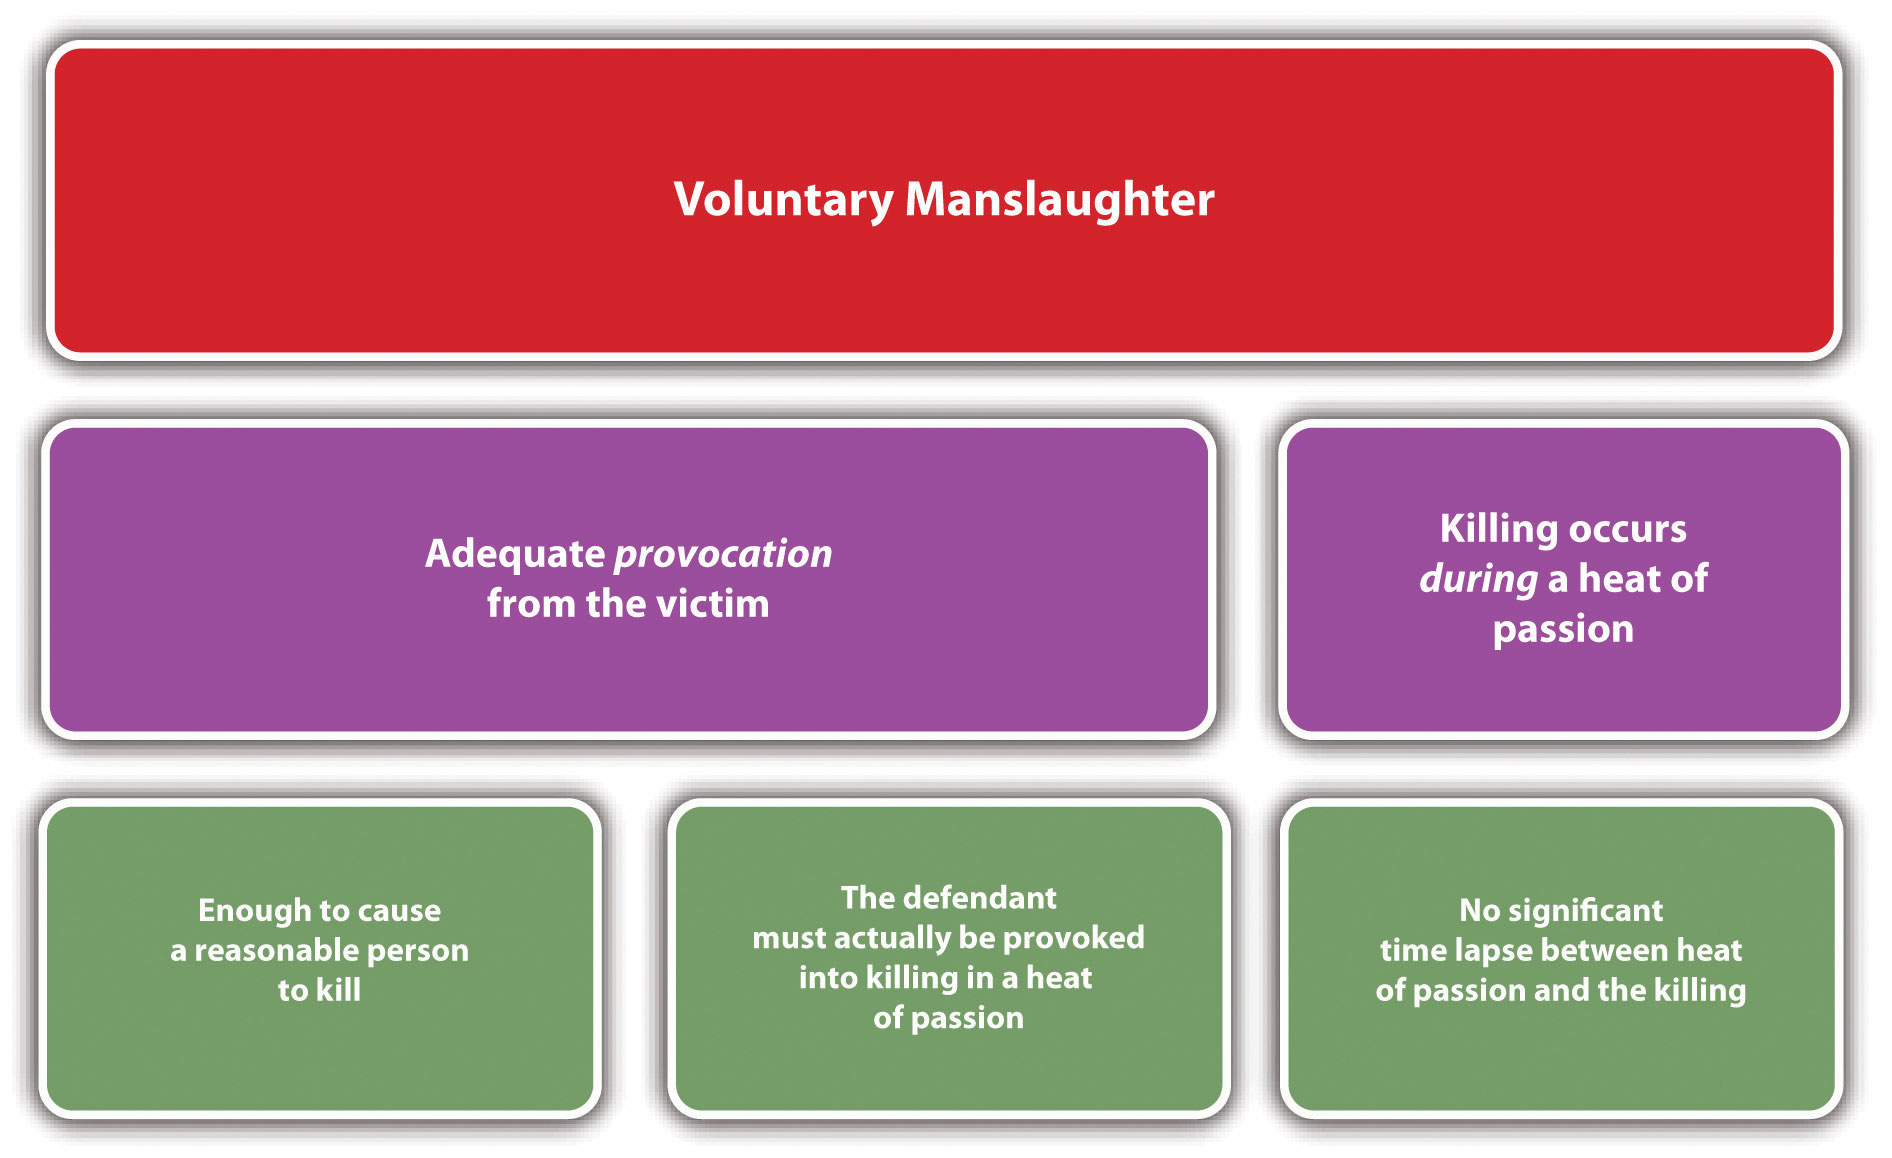 Voluntary Manslaughter
Adequate provocation
from the victim
Killing occurs
during a heat of
passion
Enough to cause
a reasonable person
to kill
The defendant
must actually be provoked
into killing in a heat
of passion
No significant
time lapse between heat
of passion and the killing